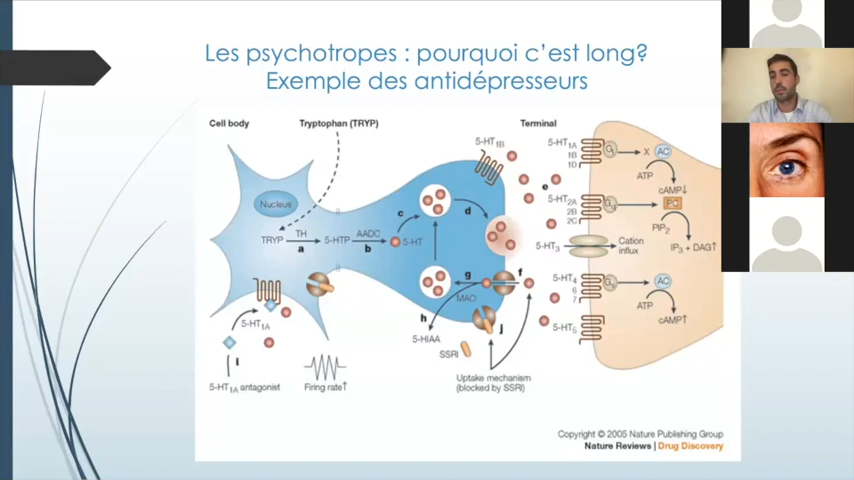 Les psychotropes : pourquoi c'est long?
Exemple des antidépresseurs
Cell body
Tryptophan (TRYP)
Terminal
Nucleus
TRYP
TH
a
5-HTP
AADC
b
c
5-HT
d
5-HT1B
e
g
f
MAO
h
5-HIAA
SSRI
j
Uptake mechanism
(blocked by SSRI)
5-HT1A
i
5-HT1A antagonist
Firing rate↑
5-HT1A
1B
1D
Gi
X
AC
ATP
cAMP↓
5-HT2A
2B
2C
PC
PIP2
IP3 + DAG↑
5-HT3
Cation
influx
5-HT4
6
7
AC
ATP
cAMP↑
5-HT5
Copyright © 2005 Nature Publishing Group
Nature Reviews | Drug Discovery